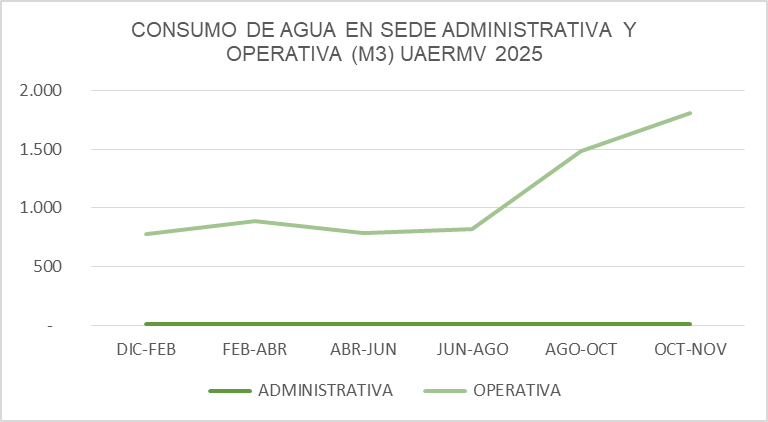 CONSUMO DE AGUA EN SEDE ADMINISTRATIVA Y
OPERATIVA (M3) UAERMV 2025
2.000
1.500
1.000
500
-
DIC-FEB FEB-ABR ABR-JUN JUN-AGO AGO-OCT OCT-NOV
ADMINISTRATIVA OPERATIVA